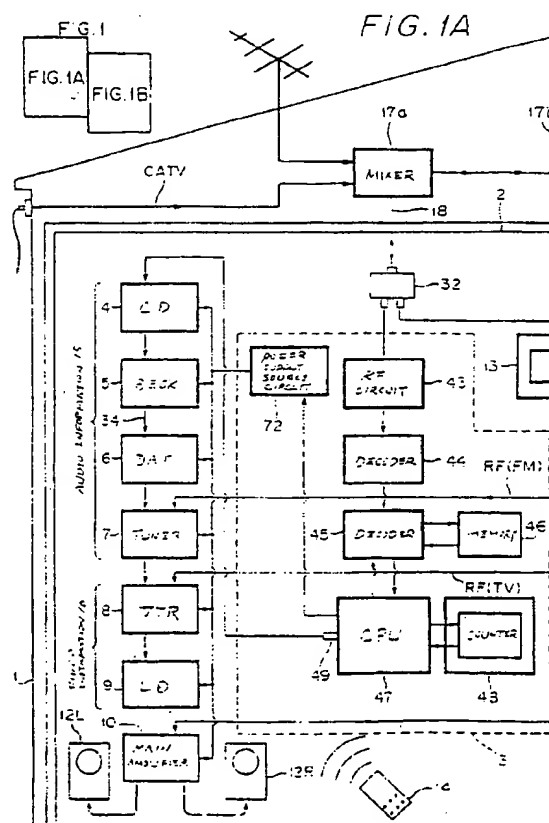 FIG. 1
FIG. 1A
FIG. 1B
FIG. 1A
17a
MIXER
CATV
18
2
32
4
CD
5
34
6
DAT
7
TUNER
AUDIO INFORMATION 15
POWER
SOURCE
CIRCUIT
72
RF
CIRCUIT
43
13
DECODER
44
RF(FM)
45
DECODER
MEMORY
46
RF(TV)
8
VTR
9
LD
CPU
47
49
COUNTER
48
1
12L
10
MAIN
AMPLIFIER
12R
3
14